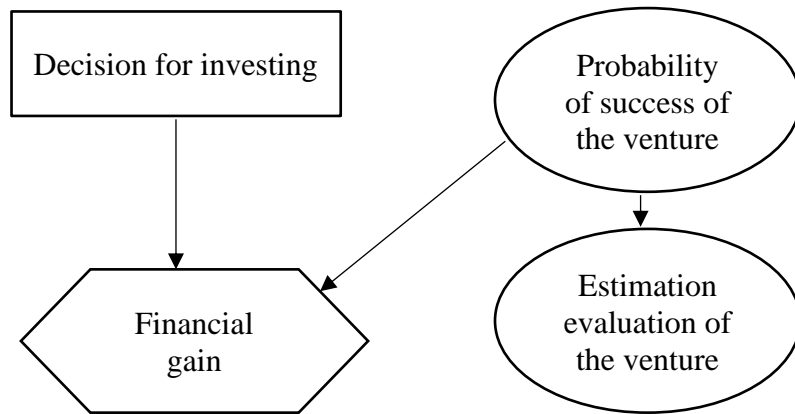 Decision for investing
Probability
of success of
the venture
Financial
gain
Estimation
evaluation of
the venture